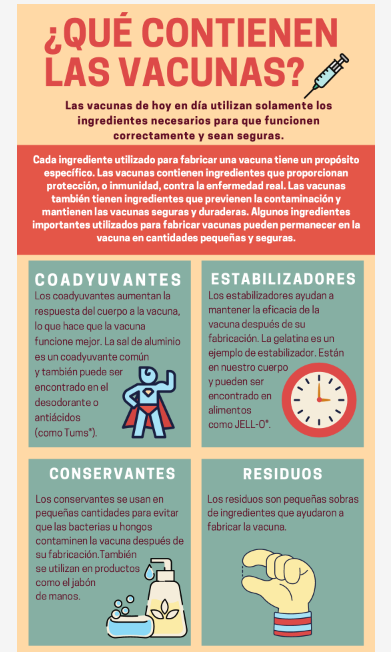 ¿QUÉ CONTIENEN
LAS VACUNAS?
Las vacunas de hoy en día utilizan solamente los
ingredientes necesarios para que funcionen
correctamente y sean seguras.
Cada ingrediente utilizado para fabricar una vacuna tiene un propósito
específico. Las vacunas contienen ingredientes que proporcionan
protección, o inmunidad, contra la enfermedad real. Las vacunas
también tienen ingredientes que previenen la contaminación y
mantienen las vacunas seguras y duraderas. Algunos ingredientes
importantes utilizados para fabricar vacunas pueden permanecer en la
vacuna en cantidades pequeñas y seguras.
COADYUVANTES
Los coadyuvantes aumentan la
respuesta del cuerpo a la vacuna,
lo que hace que la vacuna
funcione mejor. La sal de aluminio
es un coadyuvante común
y también puede ser
encontrado en el
desodorante o
antiácidos
(como Tums®).
ESTABILIZADORES
Los estabilizadores ayudan a
mantener la eficacia de la
vacuna después de su
fabricación. La gelatina es un
ejemplo de estabilizador. Están
en nuestro cuerpo
y pueden ser
encontrado en
alimentos
como JELL-O®.
CONSERVANTES
Los conservantes se usan en
pequeñas cantidades para evitar
que las bacterias u hongos
contaminen la vacuna después de
su fabricación.También
se utilizan en productos
como el jabón
de manos.
RESIDUOS
Los residuos son pequeñas sobras
de ingredientes que ayudaron a
fabricar la vacuna.